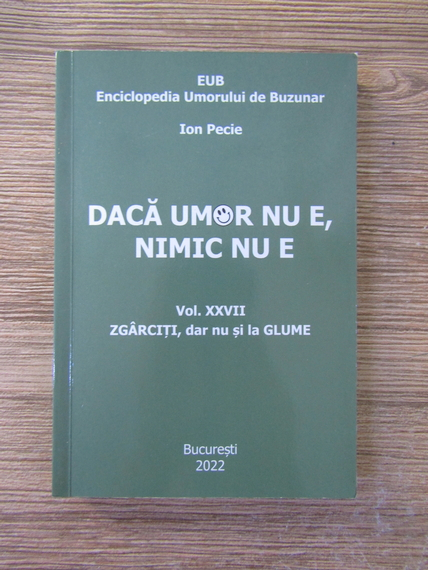 EUB
Enciclopedia Umorului de Buzunar
Ion Pecie
DACĂ UMOR NU E,
NIMIC NU E
Vol. XXVII
ZGÂRCIȚI, dar nu și la GLUME
București
2022